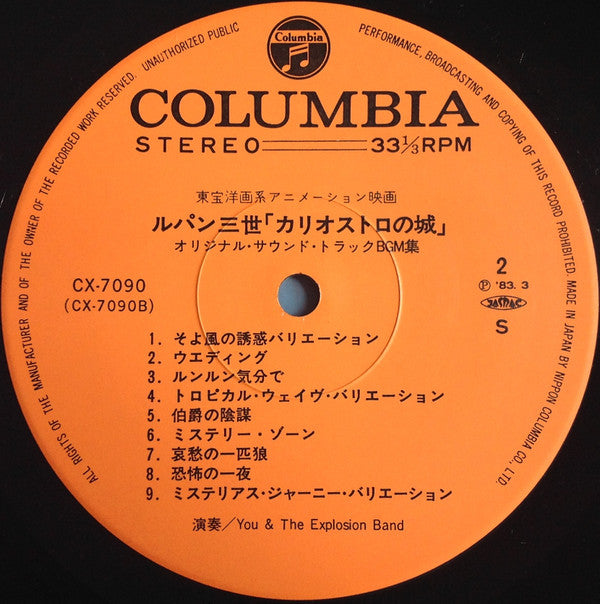 Columbia
ALL RIGHTS OF THE MANUFACTURER AND OF THE OWNER OF THE RECORDED WORK RESERVED. UNAUTHORIZED PUBLIC PERFORMANCE, BROADCASTING AND COPYING OF THIS RECORD PROHIBITED. MADE IN JAPAN BY NIPPON COLUMBIA CO., LTD.
COLUMBIA
STEREO 33 1/3 RPM
東宝洋画系アニメーション映画
ルパン三世「カリオストロの城」
オリジナル・サウンド・トラックBGM集
CX-7090
(CX-7090B)
2
Ⓟ '83. 3
JASRAC
S
1. そよ風の誘惑バリエーション
2. ウエディング
3. ルンルン気分で
4. トロピカル・ウェイヴ・バリエーション
5. 伯爵の陰謀
6. ミステリー・ゾーン
7. 哀愁の一匹狼
8. 恐怖の一夜
9. ミステリアス・ジャーニー・バリエーション
演奏/You & The Explosion Band